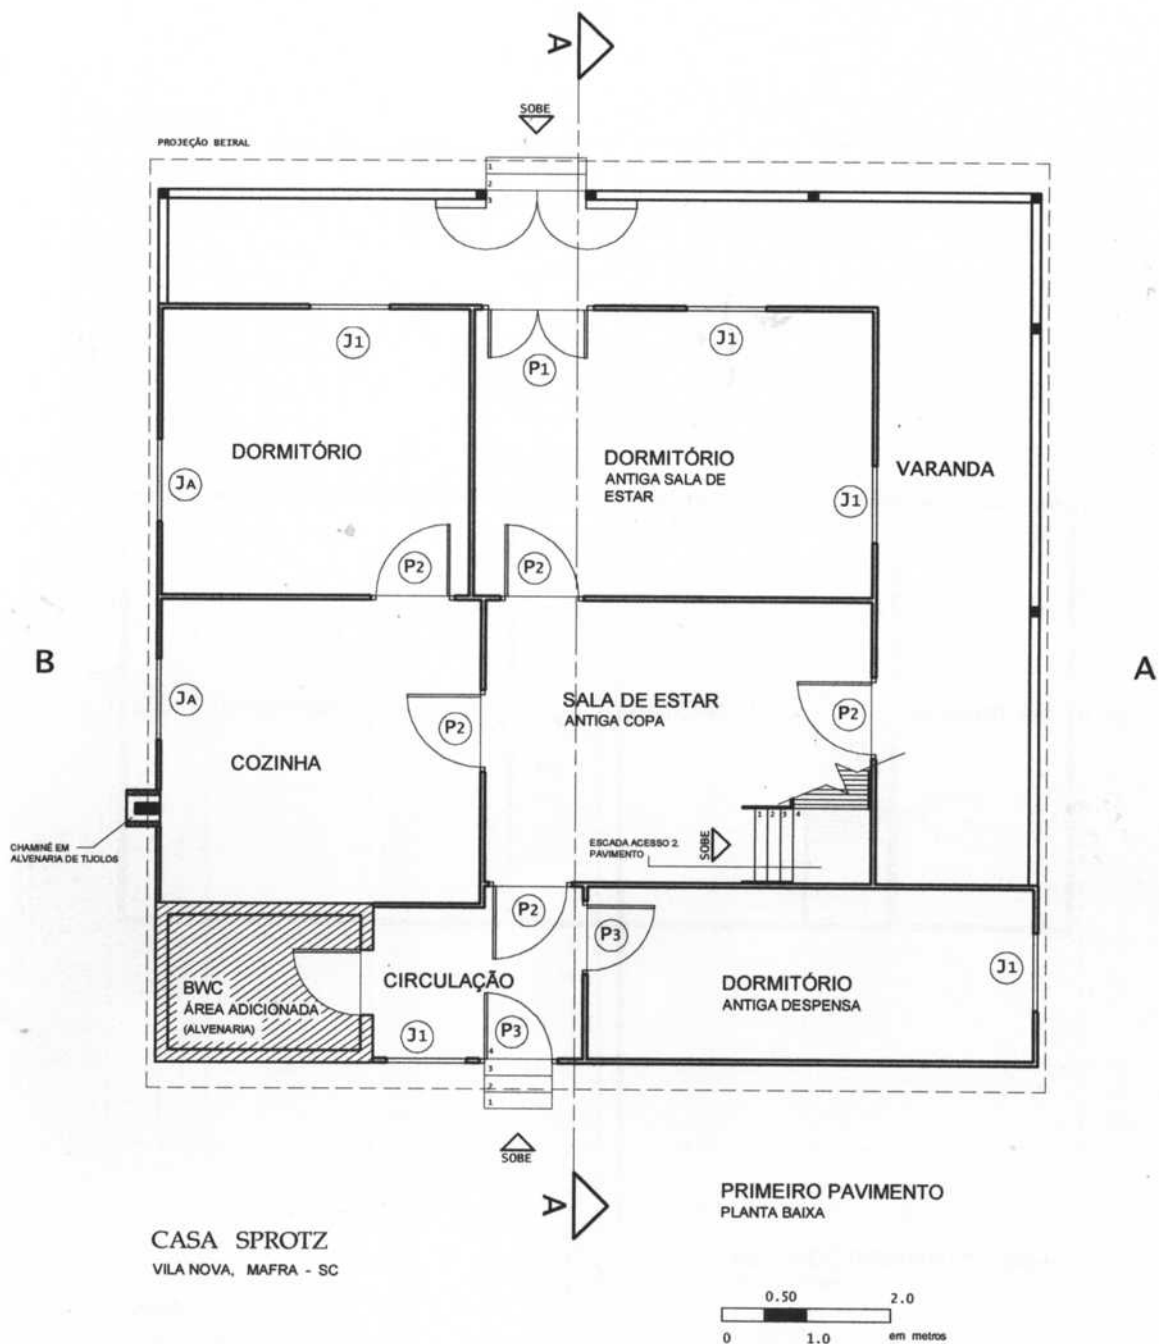 A
SOBE
PROJEÇÃO BEIRAL
1
2
3
J1
J1
P1
DORMITÓRIO
DORMITÓRIO
ANTIGA SALA DE
ESTAR
VARANDA
JA
J1
P2
P2
B
A
JA
SALA DE ESTAR
ANTIGA COPA
P2
P2
COZINHA
CHAMINÉ EM
ALVENARIA DE TIJOLOS
ESCADA ACESSO 2.
PAVIMENTO
SOBE
1 2 3 4
P2
P3
BWC
ÁREA ADICIONADA
(ALVENARIA)
CIRCULAÇÃO
DORMITÓRIO
ANTIGA DESPENSA
J1
J1
P3
4
3
2
1
SOBE
A
PRIMEIRO PAVIMENTO
PLANTA BAIXA
CASA SPROTZ
VILA NOVA, MAFRA - SC
0.50 2.0
0 1.0 em metros